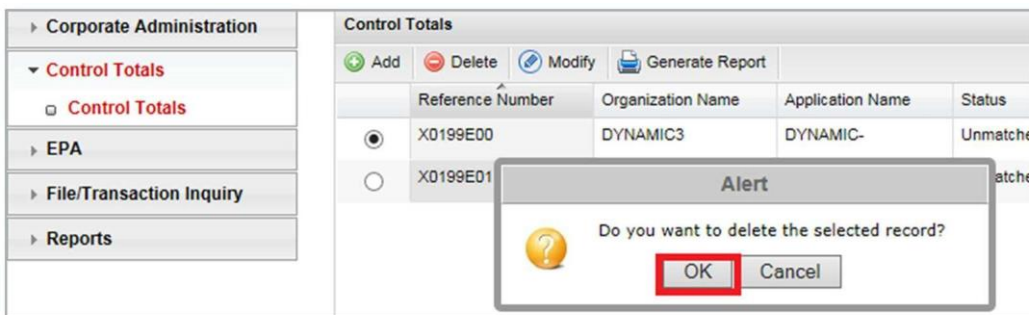 Corporate Administration
Control Totals
Control Totals
EPA
File/Transaction Inquiry
Reports
Control Totals
Add Delete Modify Generate Report
Reference Number Organization Name Application Name Status
X0199E00 DYNAMIC3 DYNAMIC- Unmatche
X0199E01 atche
Alert
Do you want to delete the selected record?
OK Cancel